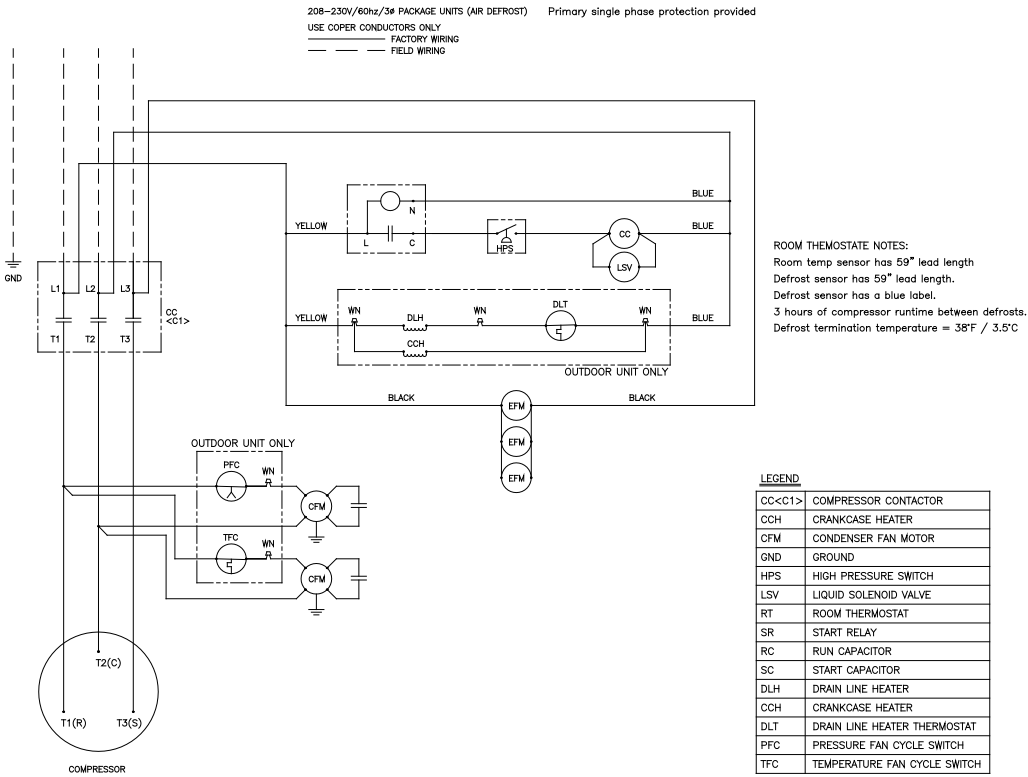 208-230V/60hz/3ø PACKAGE UNITS (AIR DEFROST) Primary single phase protection provided
USE COPER CONDUCTORS ONLY
FACTORY WIRING
FIELD WIRING
BLUE
N
YELLOW
L
C
HPS
CC
LSV
BLUE
GND
L1
L2
L3
CC
<C1>
T1
T2
T3
YELLOW
WN
DLH
WN
DLT
WN
BLUE
CCH
OUTDOOR UNIT ONLY
BLACK
BLACK
EFM
EFM
EFM
ROOM THEMOSTATE NOTES:
Room temp sensor has 59" lead length
Defrost sensor has 59" lead length.
Defrost sensor has a blue label.
3 hours of compressor runtime between defrosts.
Defrost termination temperature = 38°F / 3.5°C
OUTDOOR UNIT ONLY
PFC
WN
CFM
TFC
WN
CFM
T2(C)
T1(R)
T3(S)
COMPRESSOR
LEGEND
CC<C1> COMPRESSOR CONTACTOR
CCH CRANKCASE HEATER
CFM CONDENSER FAN MOTOR
GND GROUND
HPS HIGH PRESSURE SWITCH
LSV LIQUID SOLENOID VALVE
RT ROOM THERMOSTAT
SR START RELAY
RC RUN CAPACITOR
SC START CAPACITOR
DLH DRAIN LINE HEATER
CCH CRANKCASE HEATER
DLT DRAIN LINE HEATER THERMOSTAT
PFC PRESSURE FAN CYCLE SWITCH
TFC TEMPERATURE FAN CYCLE SWITCH